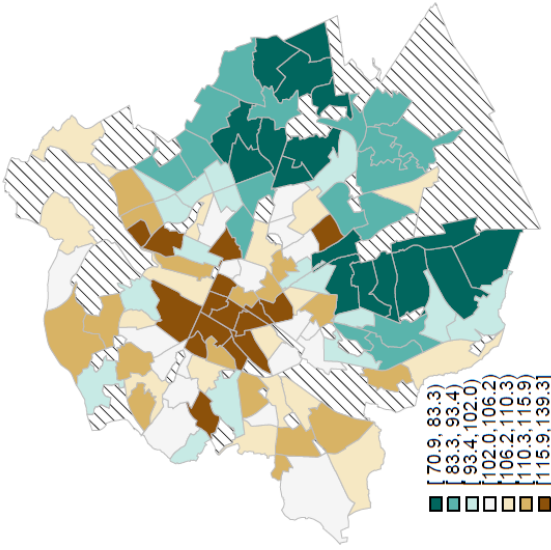 [ 70.9, 83.3)
[ 83.3, 93.4)
[ 93.4, 102.0)
[102.0, 106.2)
[106.2, 110.3)
[110.3, 115.9)
[115.9, 139.3]